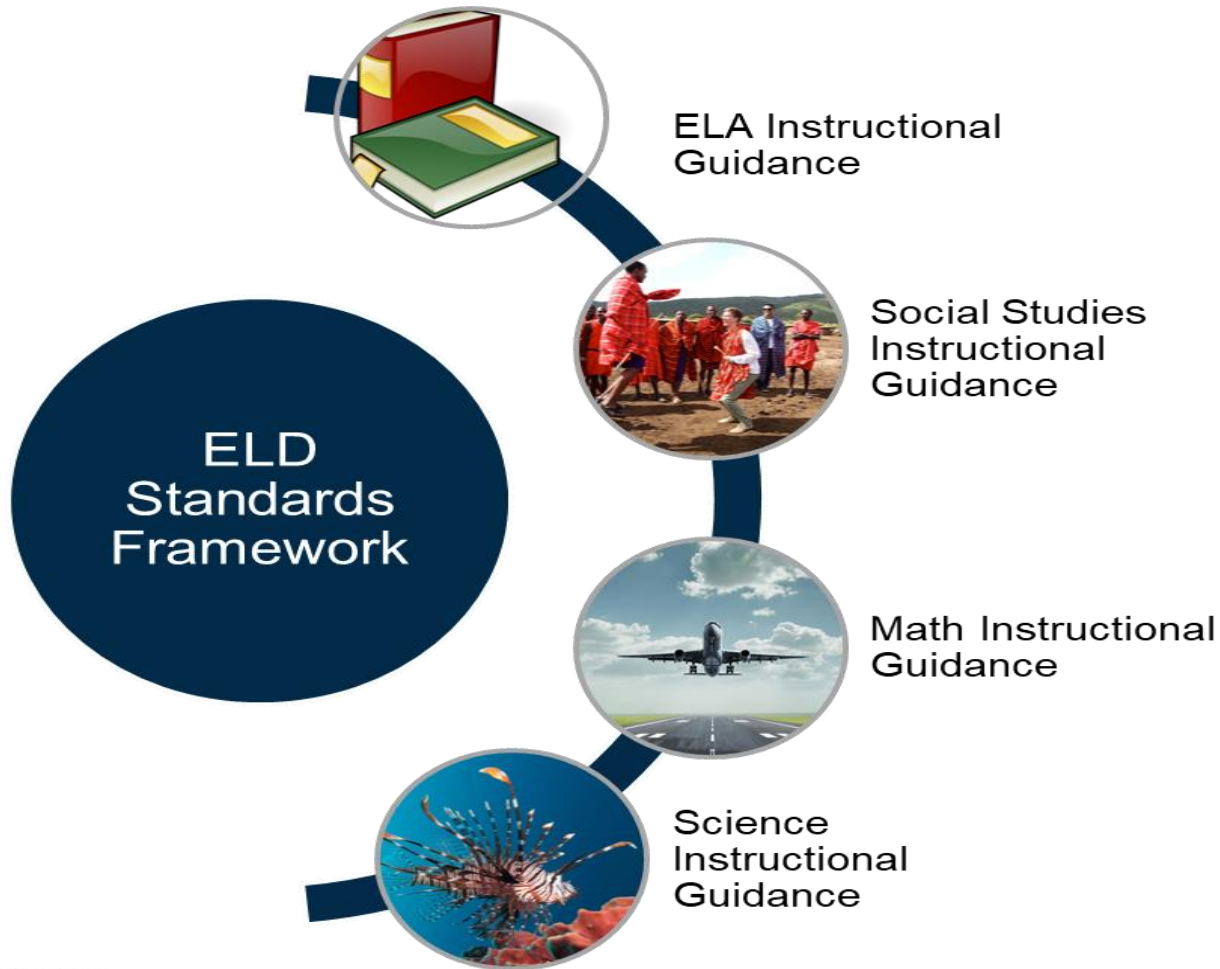 ELA Instructional
Guidance
Social Studies
Instructional
Guidance
ELD
Standards
Framework
Math Instructional
Guidance
Science
Instructional
Guidance